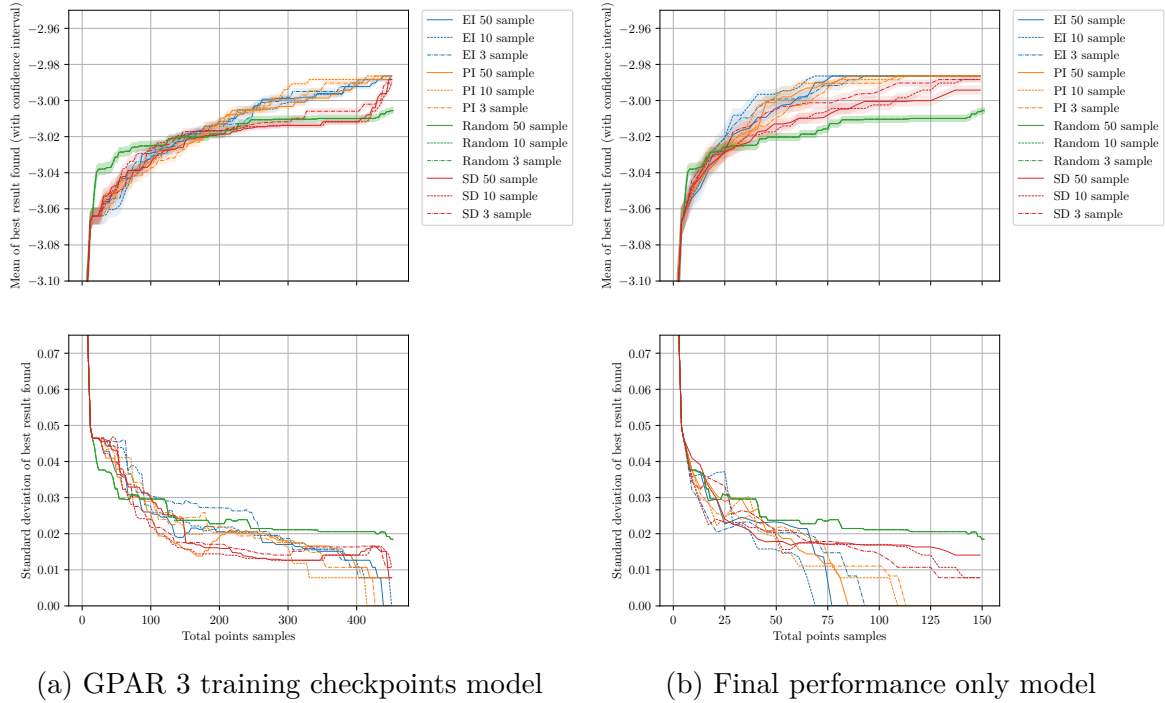 Mean of best result found (with confidence interval)
−2.96
−2.98
−3.00
−3.02
−3.04
−3.06
−3.08
−3.10
EI 50 sample
EI 10 sample
EI 3 sample
PI 50 sample
PI 10 sample
PI 3 sample
Random 50 sample
Random 10 sample
Random 3 sample
SD 50 sample
SD 10 sample
SD 3 sample
Standard deviation of best result found
0.07
0.06
0.05
0.04
0.03
0.02
0.01
0.00
0 100 200 300 400
Total points samples
(a) GPAR 3 training checkpoints model
Mean of best result found (with confidence interval)
−2.96
−2.98
−3.00
−3.02
−3.04
−3.06
−3.08
−3.10
EI 50 sample
EI 10 sample
EI 3 sample
PI 50 sample
PI 10 sample
PI 3 sample
Random 50 sample
Random 10 sample
Random 3 sample
SD 50 sample
SD 10 sample
SD 3 sample
Standard deviation of best result found
0.07
0.06
0.05
0.04
0.03
0.02
0.01
0.00
0 25 50 75 100 125 150
Total points samples
(b) Final performance only model